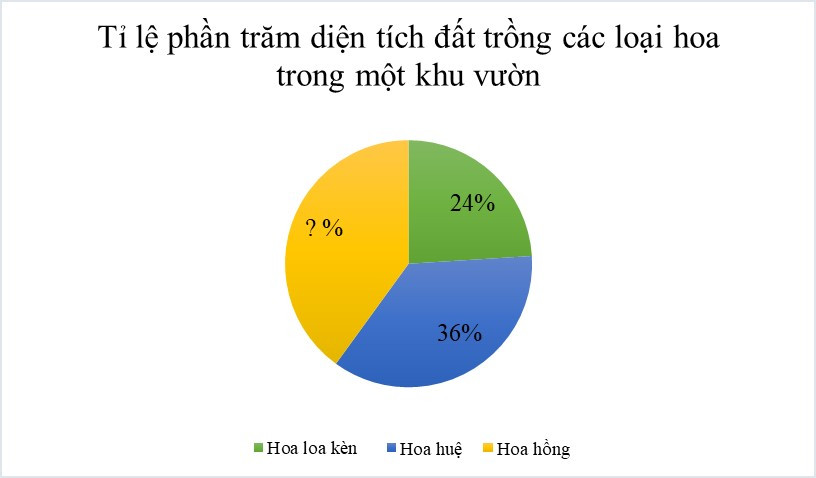 Tỉ lệ phần trăm diện tích đất trồng các loại hoa
trong một khu vườn
24%
? %
36%
Hoa loa kèn Hoa huệ Hoa hồng